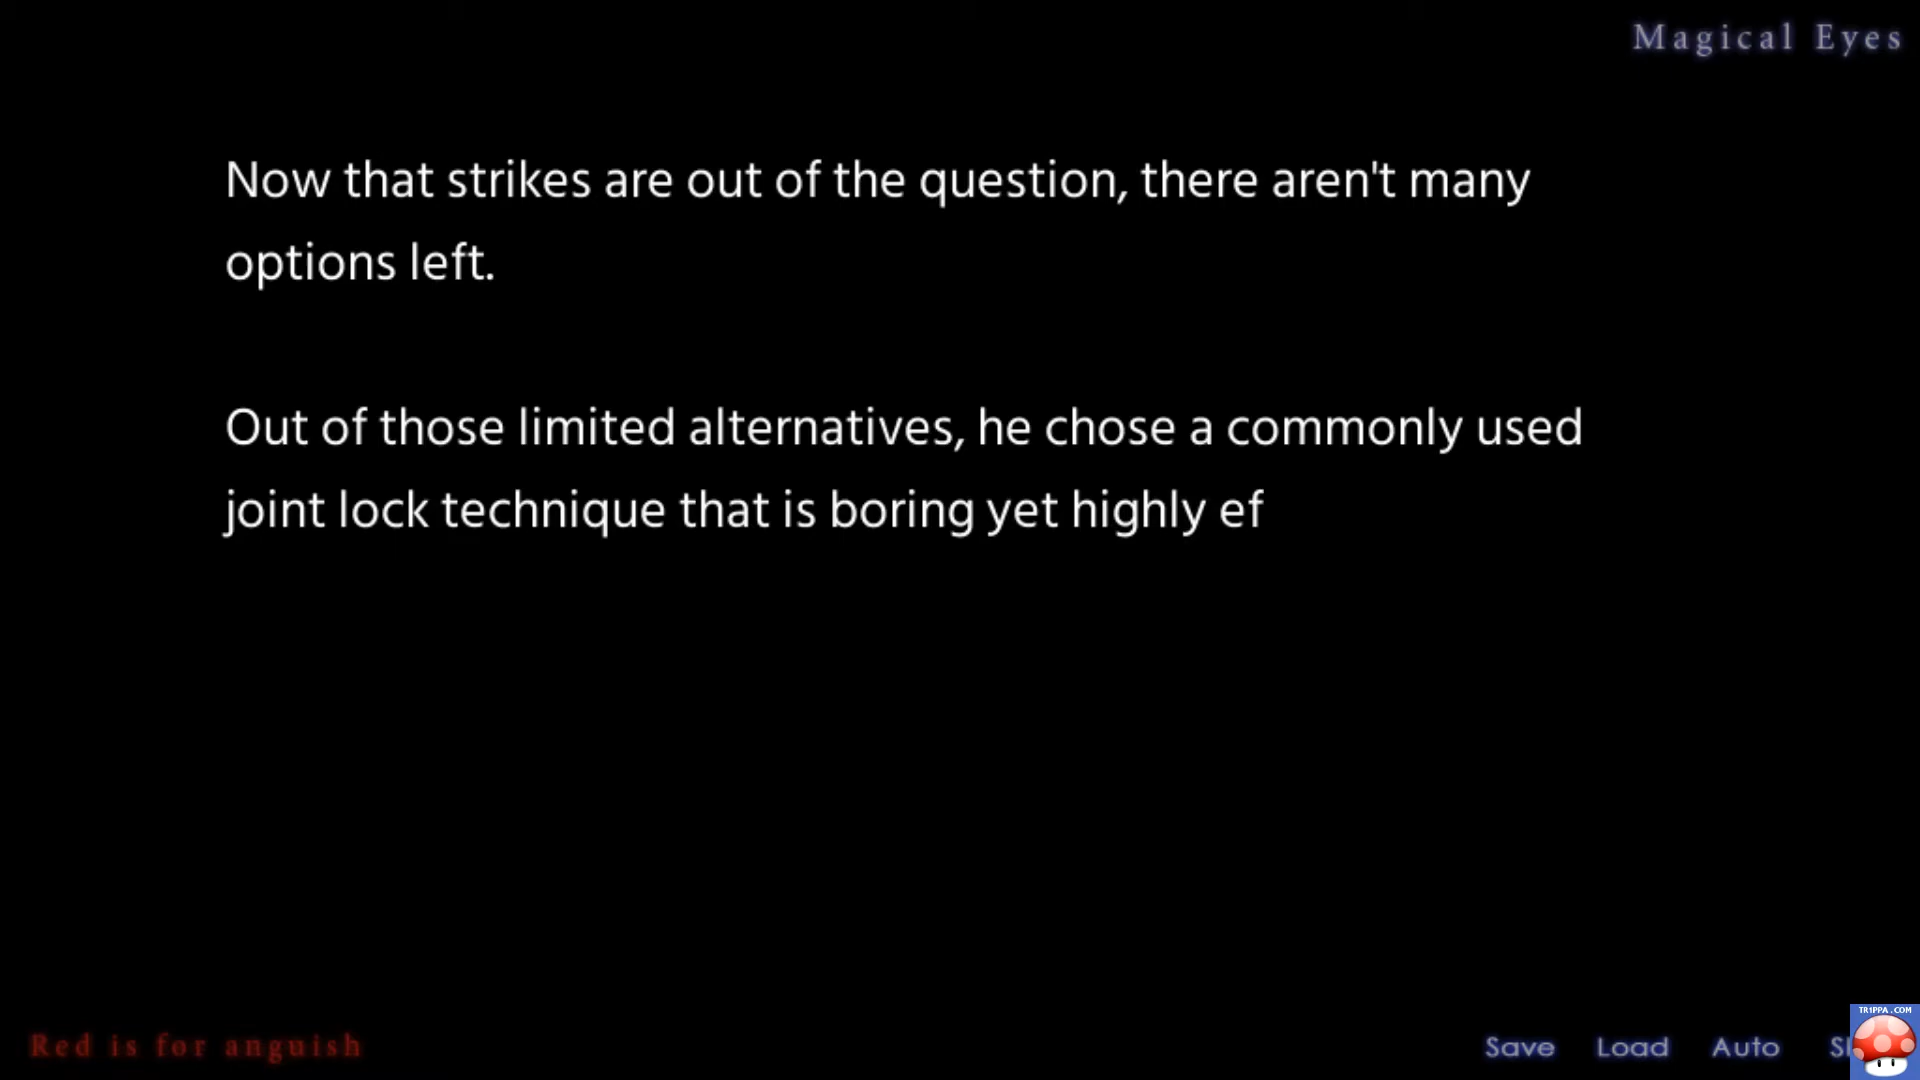 Magical Eyes
Now that strikes are out of the question, there aren't many
options left.
Out of those limited alternatives, he chose a commonly used
joint lock technique that is boring yet highly ef
Red is for anguish
Save Load Auto
TR1PPA.COM